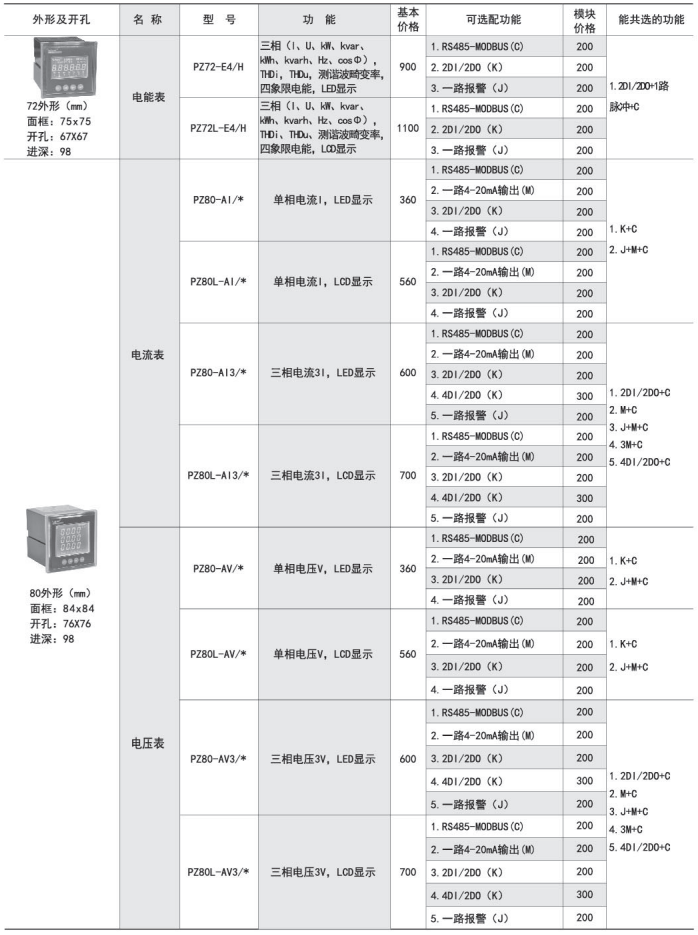 外形及开孔 名 称 型 号 功 能 基本价格 可选配功能 模块价格 能共选的功能
72外形（mm）
面框：75x75
开孔：67X67
进深：98
电能表
PZ72-E4/H
三相（I、U、kW、kvar、
kWh、kvarh、Hz、cosΦ），
THDi、THDu，测谐波畸变率，
四象限电能，LED显示
900
1. RS485-MODBUS(C) 200
2. 2DI/2DO（K） 200
3. 一路报警（J） 200
PZ72L-E4/H
三相（I、U、kW、kvar、
kWh、kvarh、Hz、cosΦ），
THDi、THDu、测谐波畸变率，
四象限电能，LCD显示
1100
1. RS485-MODBUS(C) 200
2. 2DI/2DO（K） 200
3. 一路报警（J） 200
1. 2DI/2DO+1路
脉冲+C
80外形（mm）
面框：84x84
开孔：76X76
进深：98
电流表
PZ80-AI/* 单相电流I，LED显示 360
1. RS485-MODBUS(C) 200
2. 一路4-20mA输出(M) 200
3. 2DI/2DO（K） 200
4. 一路报警（J） 200
PZ80L-AI/* 单相电流I，LCD显示 560
1. RS485-MODBUS(C) 200
2. 一路4-20mA输出(M) 200
3. 2DI/2DO（K） 200
4. 一路报警（J） 200
1. K+C
2. J+M+C
PZ80-AI3/* 三相电流3I，LED显示 600
1. RS485-MODBUS(C) 200
2. 一路4-20mA输出(M) 200
3. 2DI/2DO（K） 200
4. 4DI/2DO（K） 300
5. 一路报警（J） 200
PZ80L-AI3/* 三相电流3I，LCD显示 700
1. RS485-MODBUS(C) 200
2. 一路4-20mA输出(M) 200
3. 2DI/2DO（K） 200
4. 4DI/2DO（K） 300
5. 一路报警（J） 200
1. 2DI/2DO+C
2. M+C
3. J+M+C
4. 3M+C
5. 4DI/2DO+C
电压表
PZ80-AV/* 单相电压V，LED显示 360
1. RS485-MODBUS(C) 200
2. 一路4-20mA输出(M) 200
3. 2DI/2DO（K） 200
4. 一路报警（J） 200
1. K+C
2. J+M+C
PZ80L-AV/* 单相电压V，LCD显示 560
1. RS485-MODBUS(C) 200
2. 一路4-20mA输出(M) 200
3. 2DI/2DO（K） 200
4. 一路报警（J） 200
1. K+C
2. J+M+C
PZ80-AV3/* 三相电压3V，LED显示 600
1. RS485-MODBUS(C) 200
2. 一路4-20mA输出(M) 200
3. 2DI/2DO（K） 200
4. 4DI/2DO（K） 300
5. 一路报警（J） 200
PZ80L-AV3/* 三相电压3V，LCD显示 700
1. RS485-MODBUS(C) 200
2. 一路4-20mA输出(M) 200
3. 2DI/2DO（K） 200
4. 4DI/2DO（K） 300
5. 一路报警（J） 200
1. 2DI/2DO+C
2. M+C
3. J+M+C
4. 3M+C
5. 4DI/2DO+C